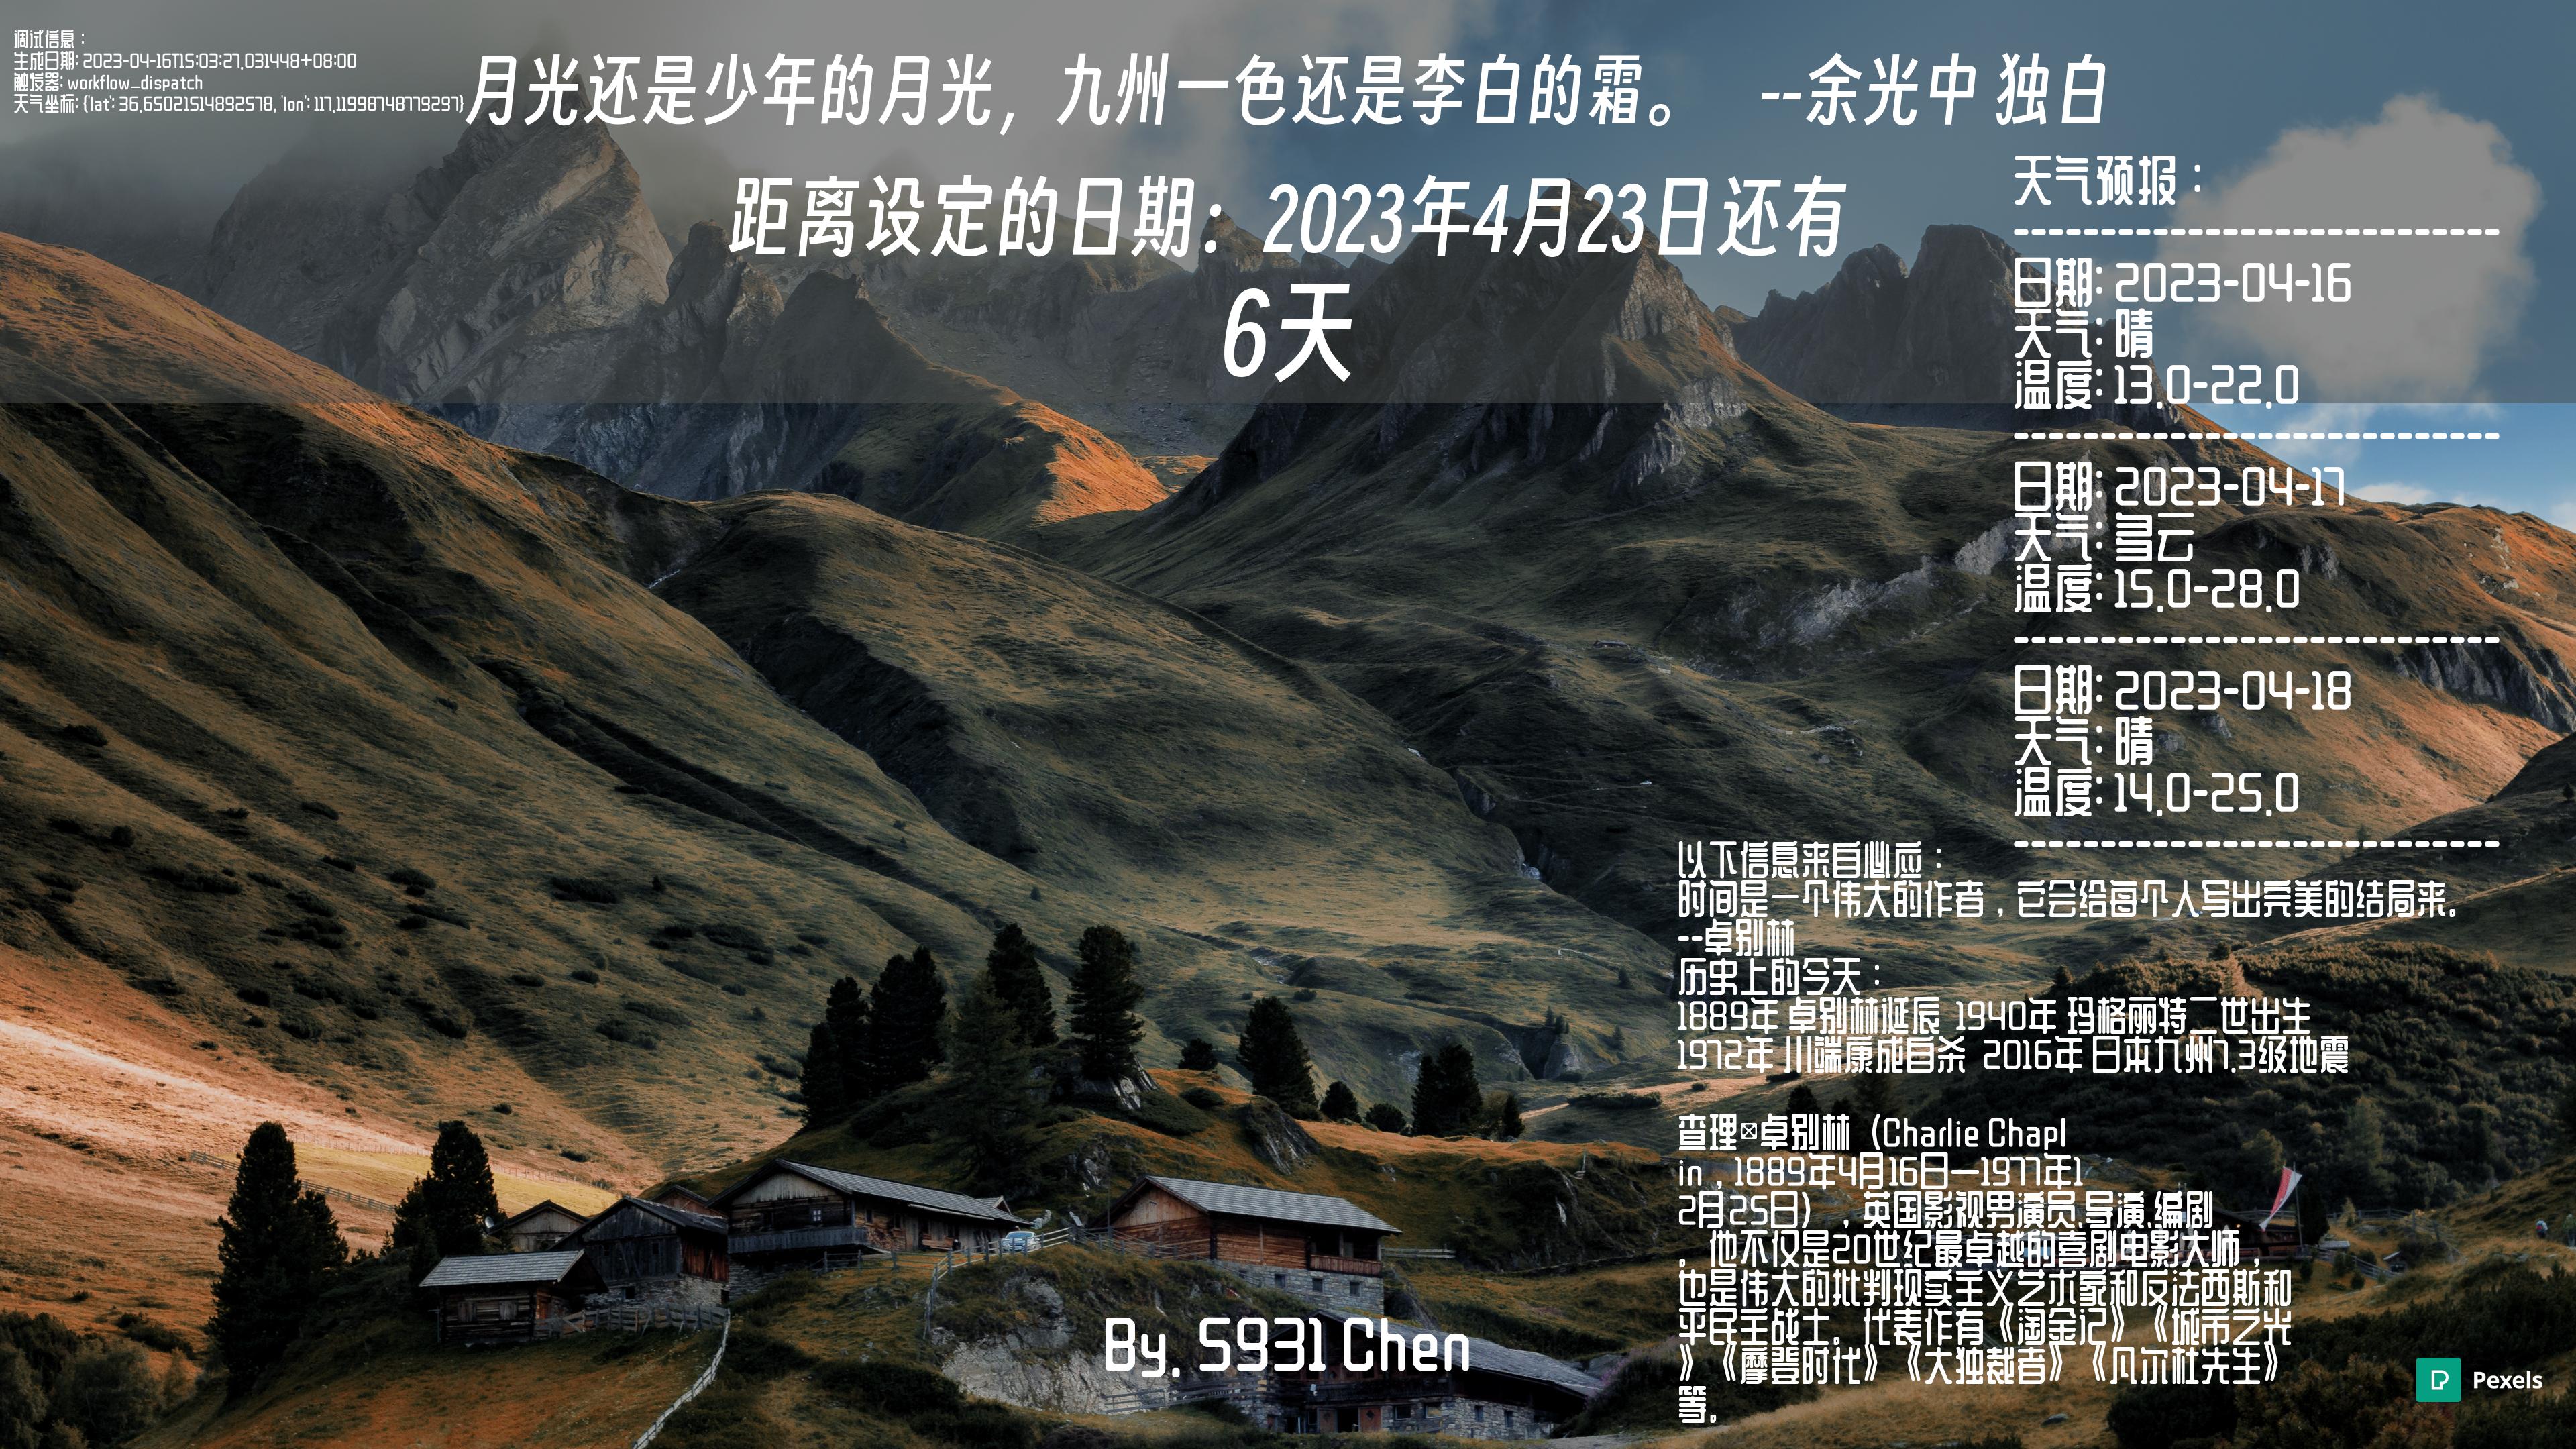 调试信息：
生成日期: 2023-04-16T15:03:27.031448+08:00
触发器: workflow_dispatch
天气坐标: {'lat': 36.65021514892578, 'lon': 117.11998748779297}
月光还是少年的月光，九州一色还是李白的霜。 --余光中 独白
距离设定的日期：2023年4月23日还有
6天
天气预报：
----------------------------
日期: 2023-04-16
天气: 晴
温度: 13.0-22.0
----------------------------
日期: 2023-04-17
天气: 多云
温度: 15.0-28.0
----------------------------
日期: 2023-04-18
天气: 晴
温度: 14.0-25.0
----------------------------
以下信息来自必应：
时间是一个伟大的作者，它会给每个人写出完美的结局来。
--卓别林
历史上的今天：
1889年 卓别林诞辰 1940年 玛格丽特二世出生
1972年 川端康成自杀 2016年 日本九州7.3级地震
查理☒卓别林（Charlie Chapl
in，1889年4月16日—1977年1
2月25日），英国影视男演员、导演、编剧
。他不仅是20世纪最卓越的喜剧电影大师，
也是伟大的批判现实主义艺术家和反法西斯和
平民主战士。代表作有《淘金记》《城市之光
》《摩登时代》《大独裁者》《凡尔杜先生》
等。
By. 5931 Chen
Pexels